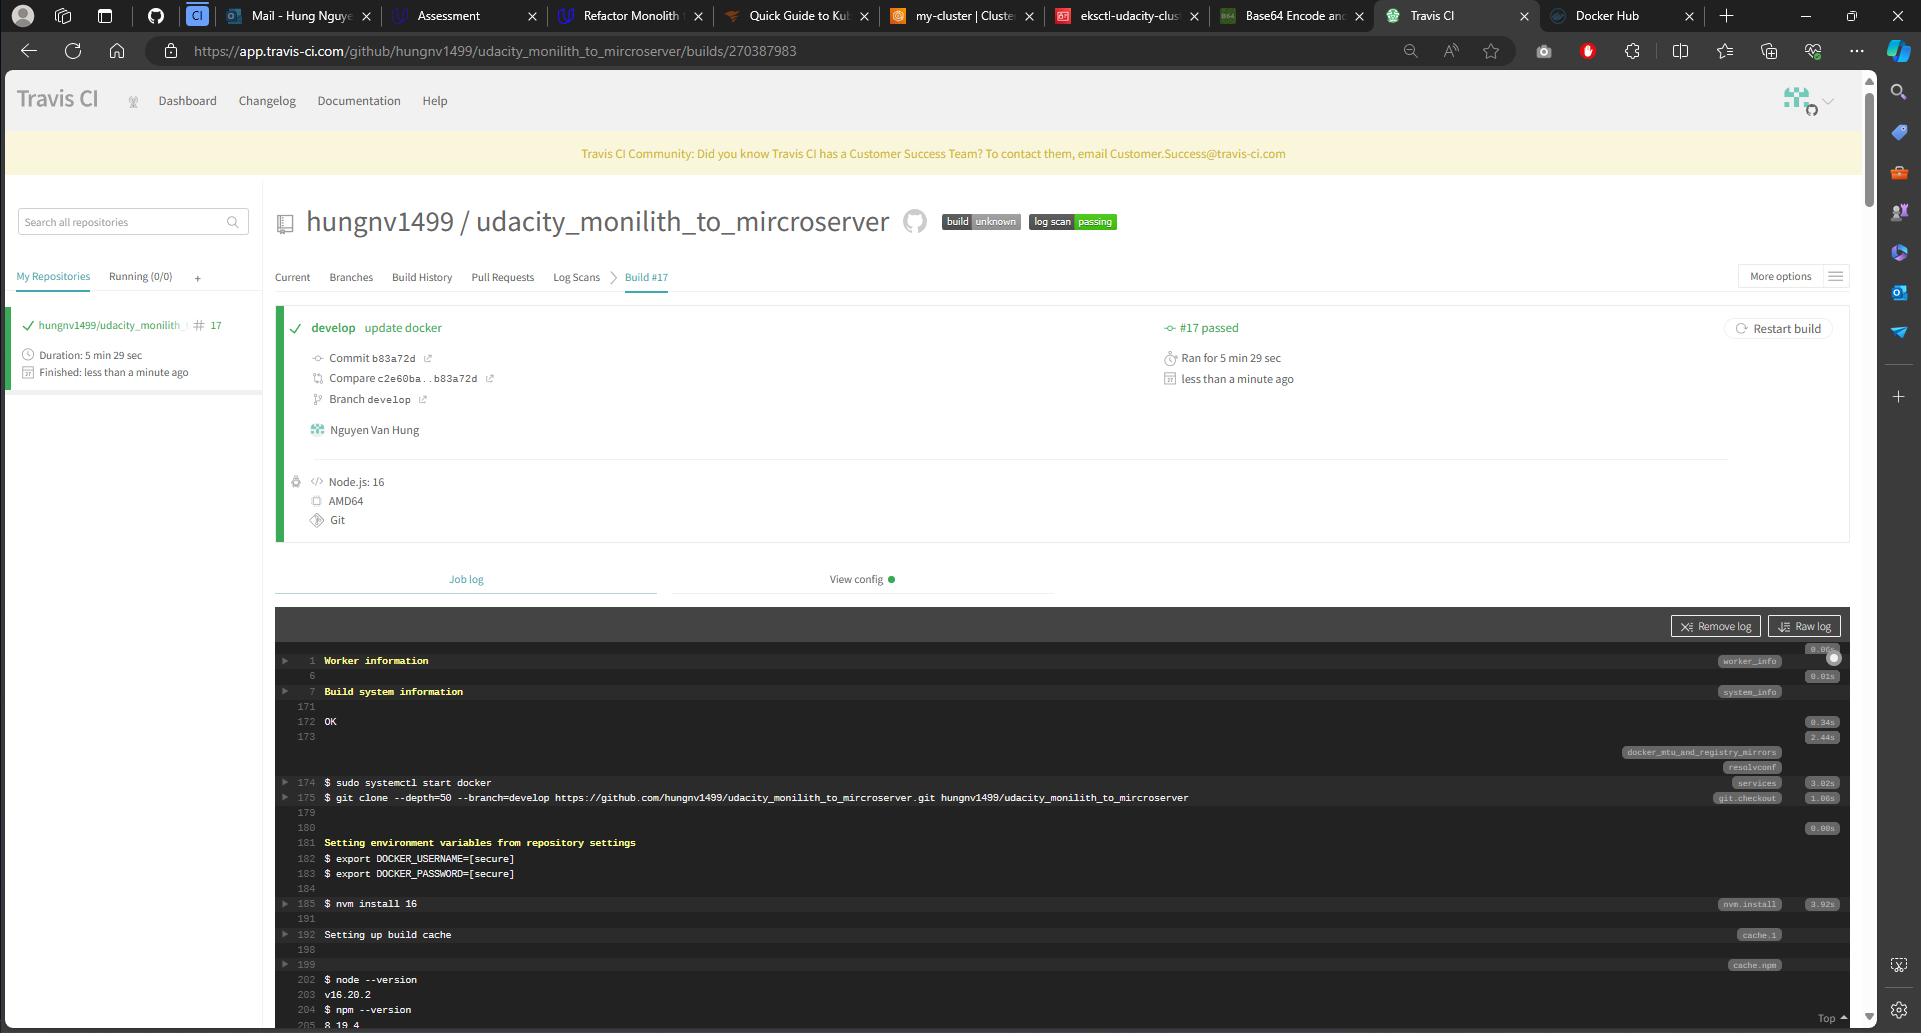 Mail - Hung Nguye
Assessment
Refactor Monolith
Quick Guide to Kub
my-cluster | Cluster
eksctl-udacity-clus
Base64 Encode and
Travis CI
Docker Hub
https://app.travis-ci.com/github/hungnv1499/udacity_monilith_to_mircroserver/builds/270387983
Travis CI
Dashboard
Changelog
Documentation
Help
Travis CI Community: Did you know Travis CI has a Customer Success Team? To contact them, email Customer.Success@travis-ci.com
Search all repositories
My Repositories
Running (0/0)
+
hungnv1499/udacity_monilith_
# 17
Duration: 5 min 29 sec
Finished: less than a minute ago
hungnv1499 / udacity_monilith_to_mircroserver
build unknown
log scan passing
Current
Branches
Build History
Pull Requests
Log Scans
Build #17
More options
develop update docker
Commit b83a72d
Compare c2e60ba..b83a72d
Branch develop
Nguyen Van Hung
#17 passed
Ran for 5 min 29 sec
less than a minute ago
Restart build
Node.js: 16
AMD64
Git
Job log
View config
Remove log
Raw log
0.06s
1 Worker information worker_info
6 0.01s
7 Build system information system_info
171
172 OK 0.34s
173 2.44s
docker_mtu_and_registry_mirrors
resolvconf
174 $ sudo systemctl start docker services 3.02s
175 $ git clone --depth=50 --branch=develop https://github.com/hungnv1499/udacity_monilith_to_mircroserver.git hungnv1499/udacity_monilith_to_mircroserver git.checkout 1.06s
179
180 0.00s
181 Setting environment variables from repository settings
182 $ export DOCKER_USERNAME=[secure]
183 $ export DOCKER_PASSWORD=[secure]
184
185 $ nvm install 16 nvm.install 3.92s
191
192 Setting up build cache cache.1
198
199 cache.npm
202 $ node --version
203 v16.20.2
204 $ npm --version
205 8.19.4
Top